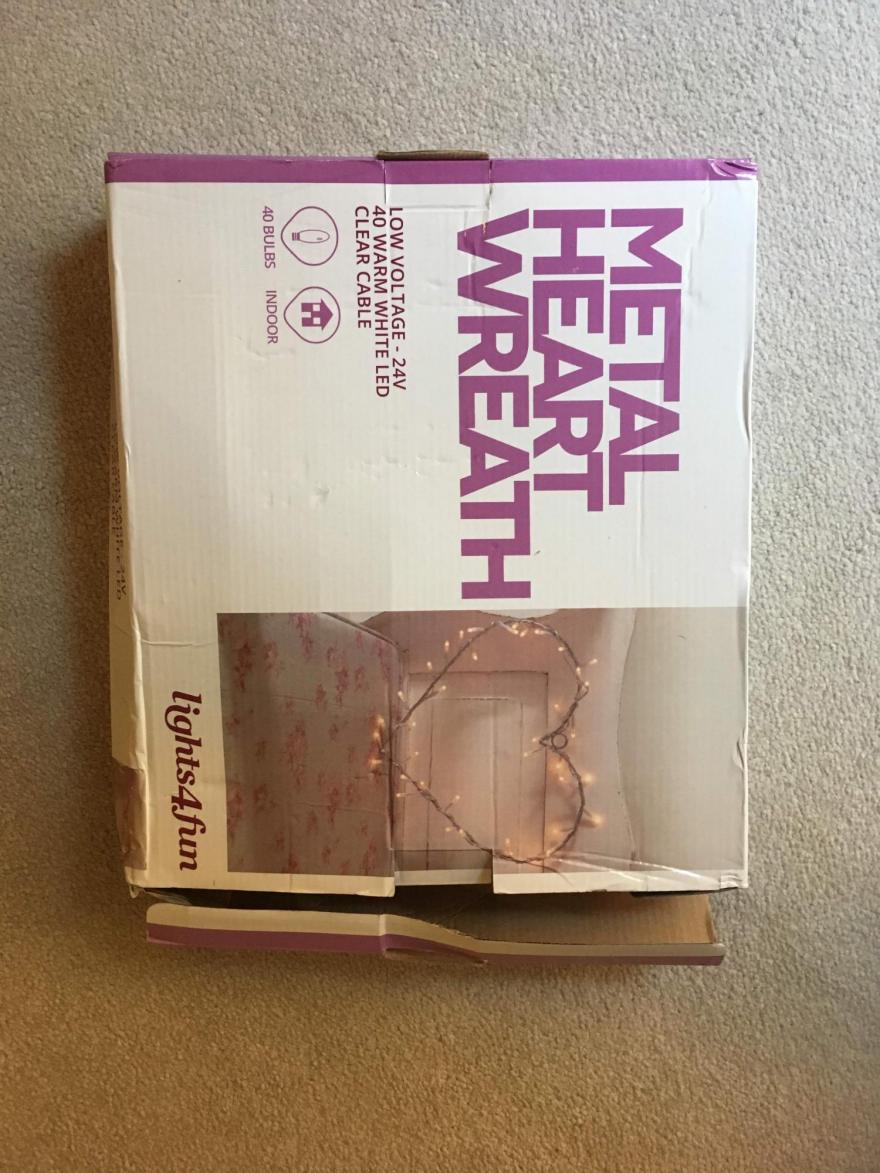 METAL
HEART
WREATH
LOW VOLTAGE - 24V
40 WARM WHITE LED
CLEAR CABLE
40 BULBS
INDOOR
lights4fun